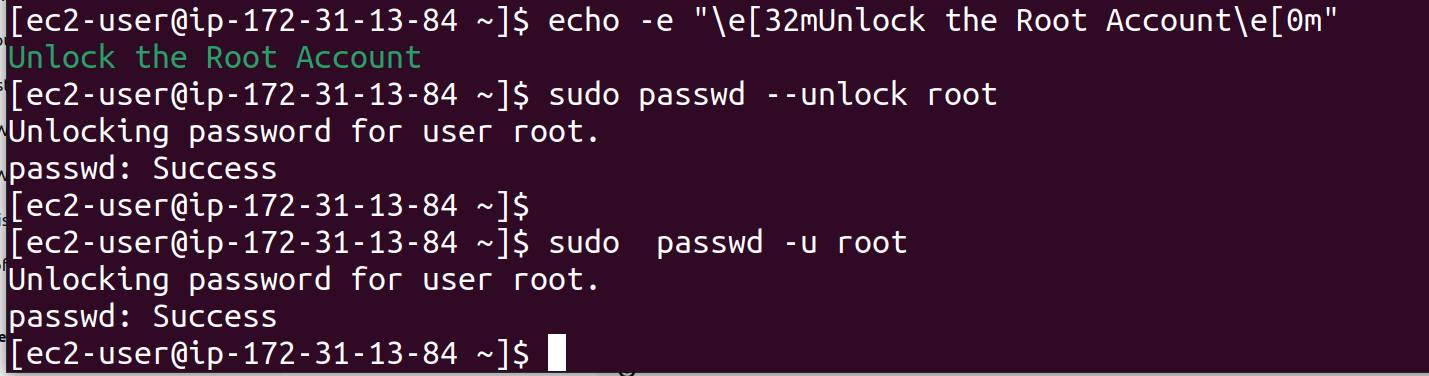 [ec2-user@ip-172-31-13-84 ~]$ echo -e "\e[32mUnlock the Root Account\e[0m"
Unlock the Root Account
[ec2-user@ip-172-31-13-84 ~]$ sudo passwd --unlock root
Unlocking password for user root.
passwd: Success
[ec2-user@ip-172-31-13-84 ~]$
[ec2-user@ip-172-31-13-84 ~]$ sudo  passwd -u root
Unlocking password for user root.
passwd: Success
[ec2-user@ip-172-31-13-84 ~]$